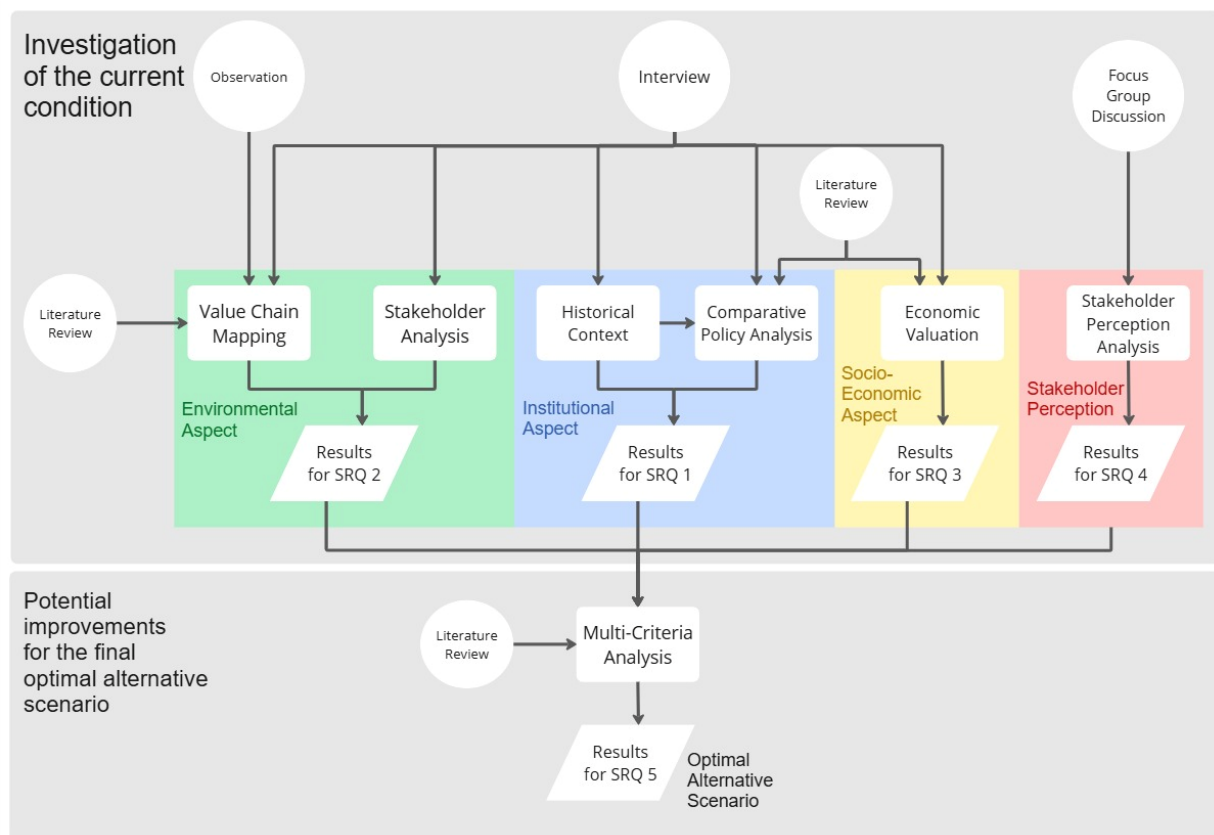 Investigation
of the current
condition
Observation
Interview
Focus
Group
Discussion
Literature
Review
Literature
Review
Value Chain
Mapping
Stakeholder
Analysis
Historical
Context
Comparative
Policy Analysis
Economic
Valuation
Stakeholder
Perception
Analysis
Environmental
Aspect
Institutional
Aspect
Socio-
Economic
Aspect
Stakeholder
Perception
Results
for SRQ 2
Results
for SRQ 1
Results
for SRQ 3
Results
for SRQ 4
Potential
improvements
for the final
optimal alternative
scenario
Literature
Review
Multi-Criteria
Analysis
Results
for SRQ 5
Optimal
Alternative
Scenario